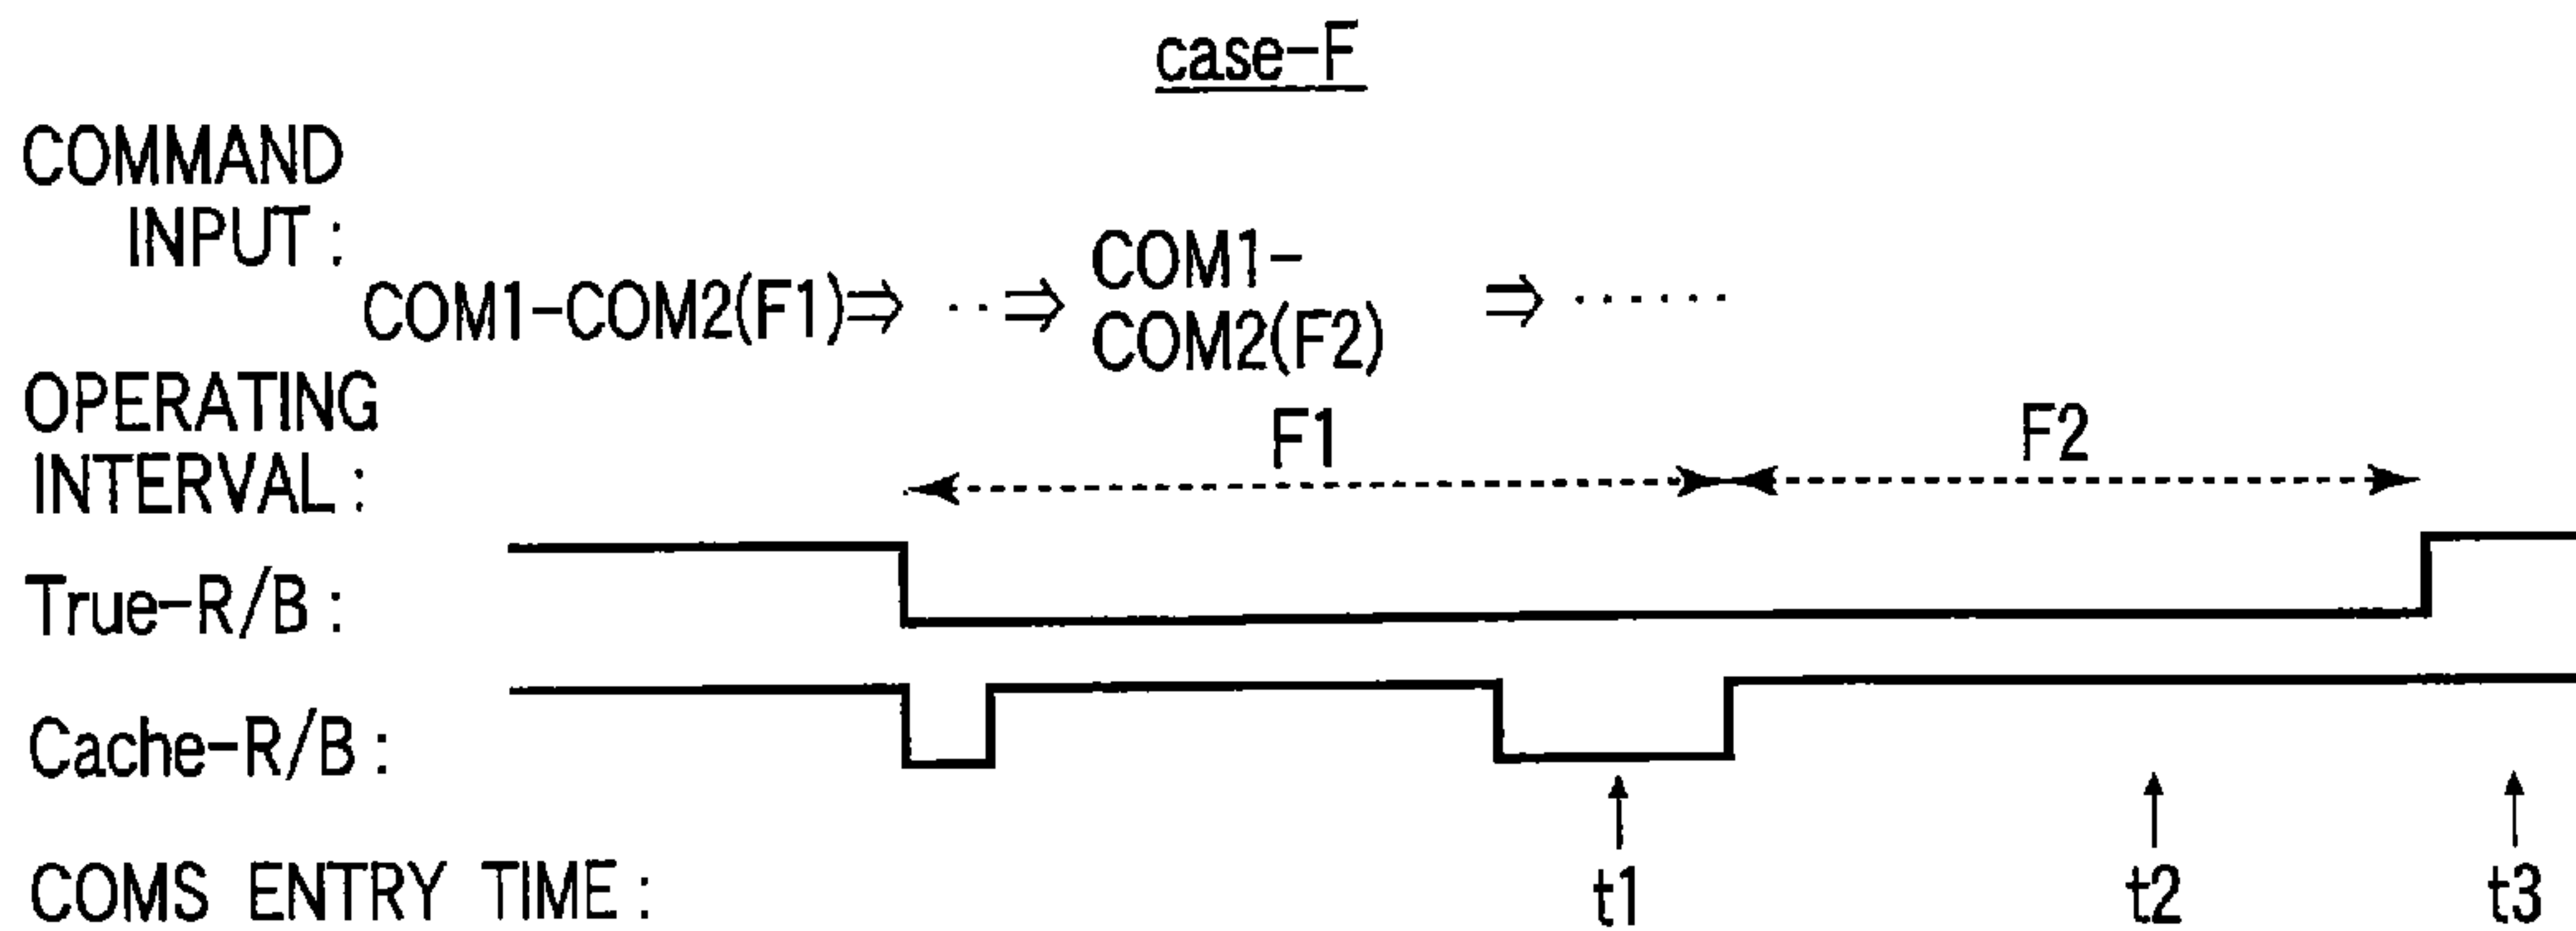 case-F
COMMAND
INPUT :
COM1-COM2(F1)⇒ ··⇒ COM1- ⇒ ······
COM2(F2)
OPERATING
INTERVAL :
F1 F2
True-R/B :
Cache-R/B :
COMS ENTRY TIME : t1 t2 t3